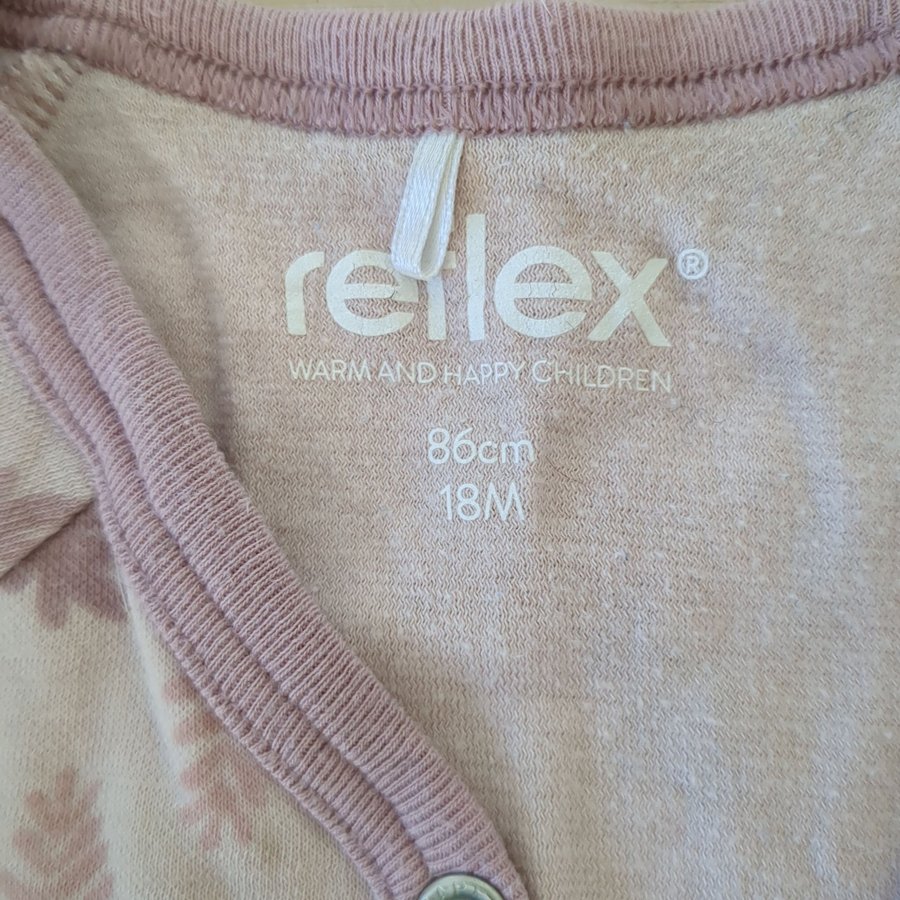 reflex®
WARM AND HAPPY CHILDREN
86cm
18M